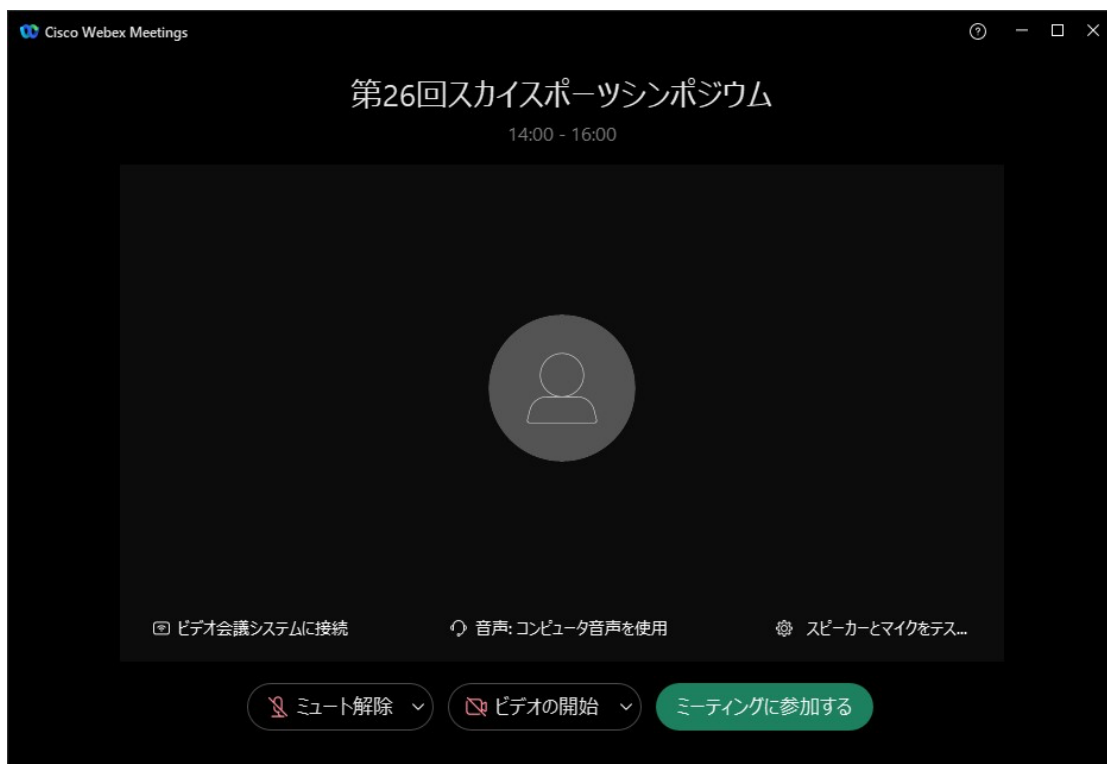 Cisco Webex Meetings
第26回スカイスポーツシンポジウム
14:00 - 16:00
ビデオ会議システムに接続
音声: コンピュータ音声を使用
スピーカーとマイクをテス...
ミュート解除
ビデオの開始
ミーティングに参加する